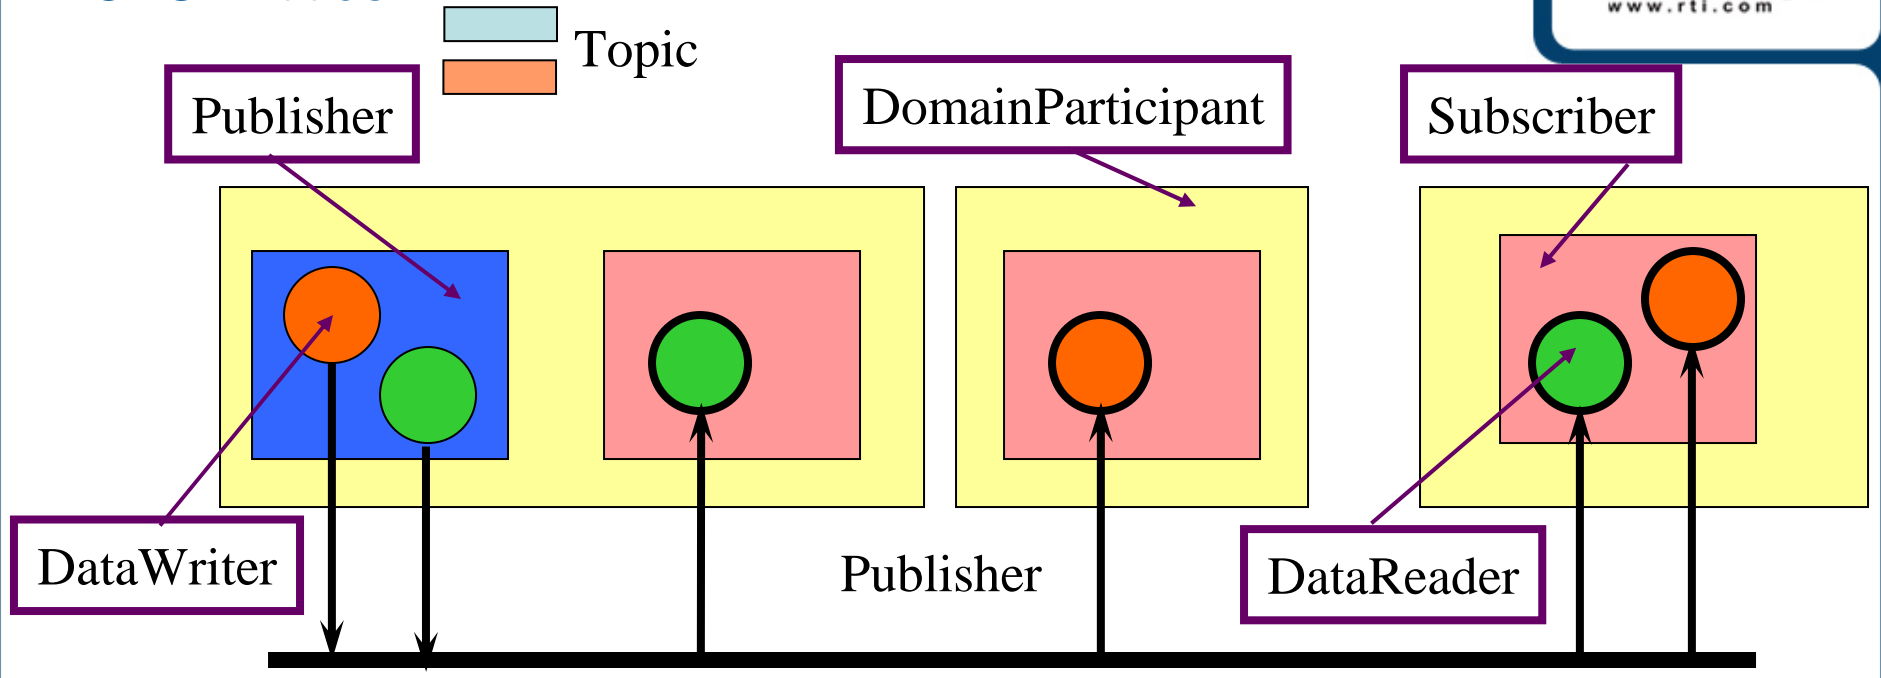 www.rti.com
Topic
Publisher
DomainParticipant
Subscriber
DataWriter
Publisher
DataReader